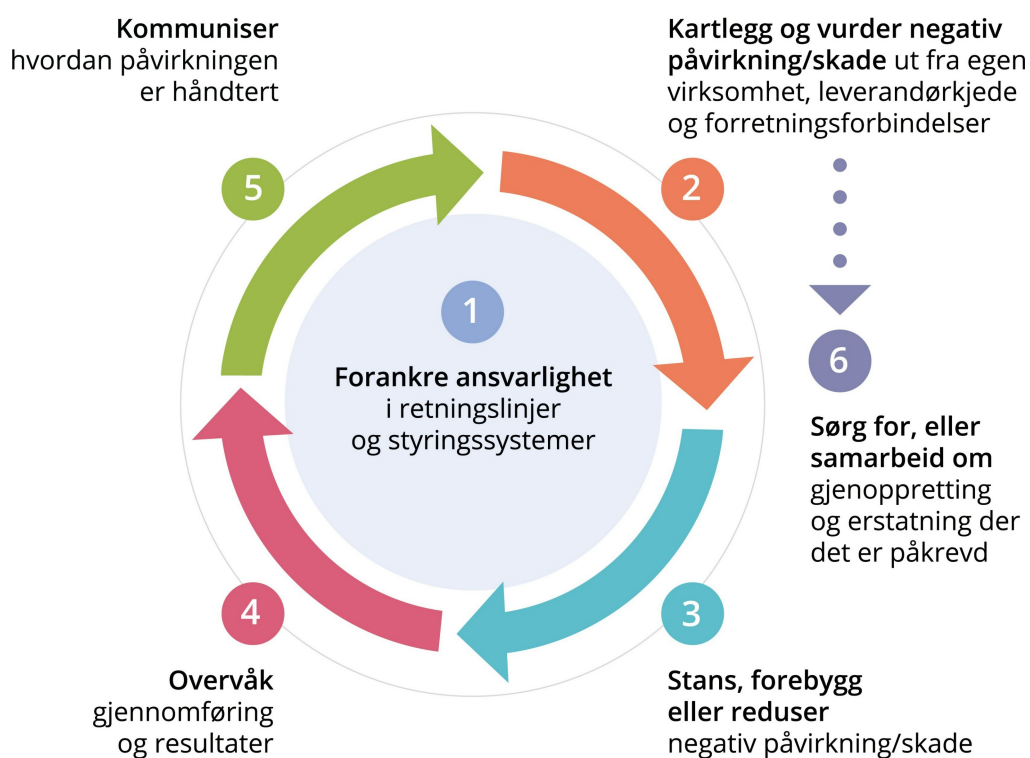 Kommuniser
hvordan påvirkningen
er håndtert
Kartlegg og vurder negativ
påvirkning/skade ut fra egen
virksomhet, leverandørkjede
og forretningsforbindelser
5
2
1
Forankre ansvarlighet
i retningslinjer
og styringssystemer
6
Sørg for, eller
samarbeid om
gjenoppretting
og erstatning der
det er påkrevd
4
3
Overvåk
gjennomføring
og resultater
Stans, forebygg
eller reduser
negativ påvirkning/skade